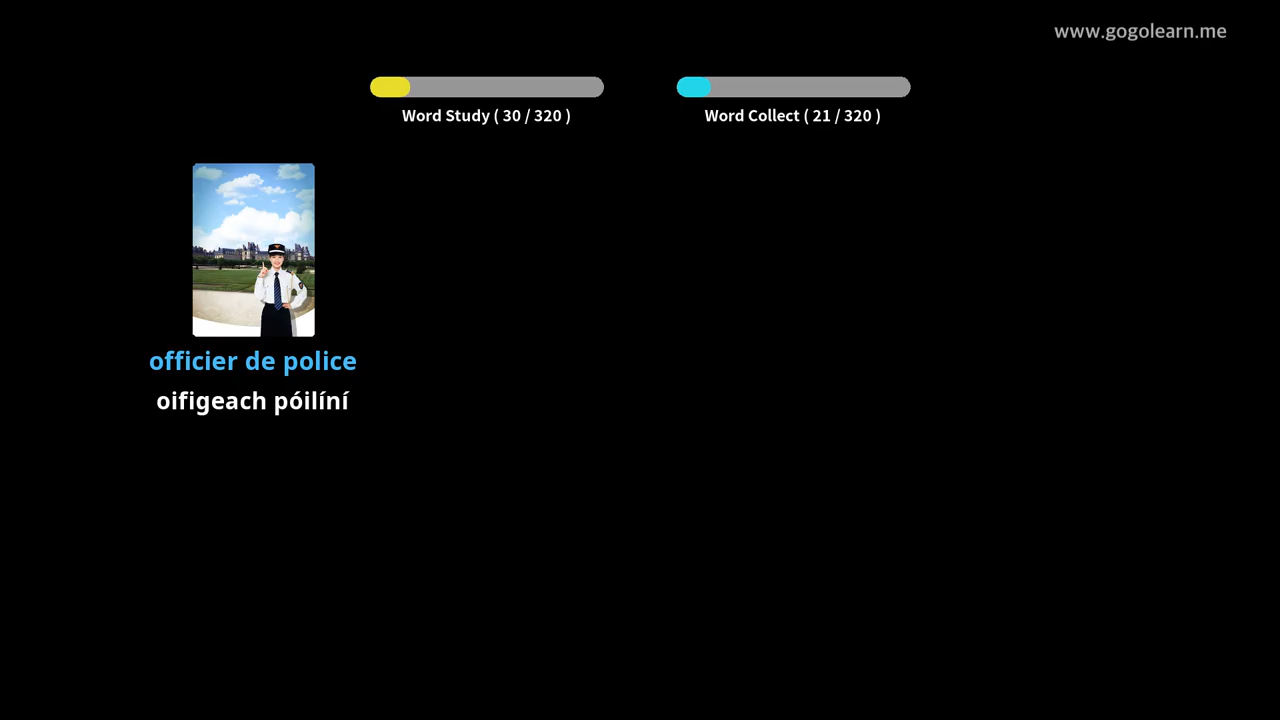 www.gogolearn.me
Word Study ( 30 / 320 )
Word Collect ( 21 / 320 )
officier de police
oifigeach póilíní